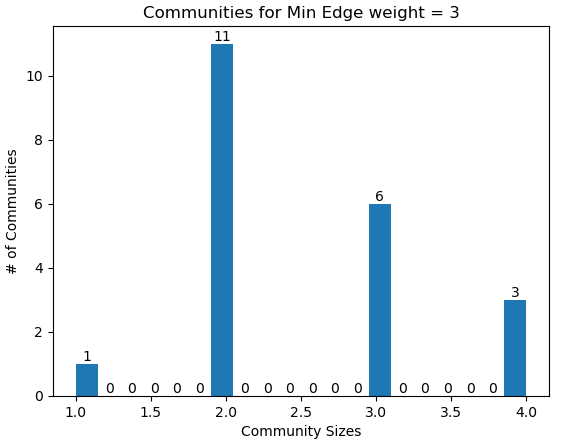 Communities for Min Edge weight = 3
11
10
8
# of Communities
6
6
4
3
2
1
0 0 0 0 0 0 0 0 0 0 0 0 0 0 0 0
0
1.0 1.5 2.0 2.5 3.0 3.5 4.0
Community Sizes